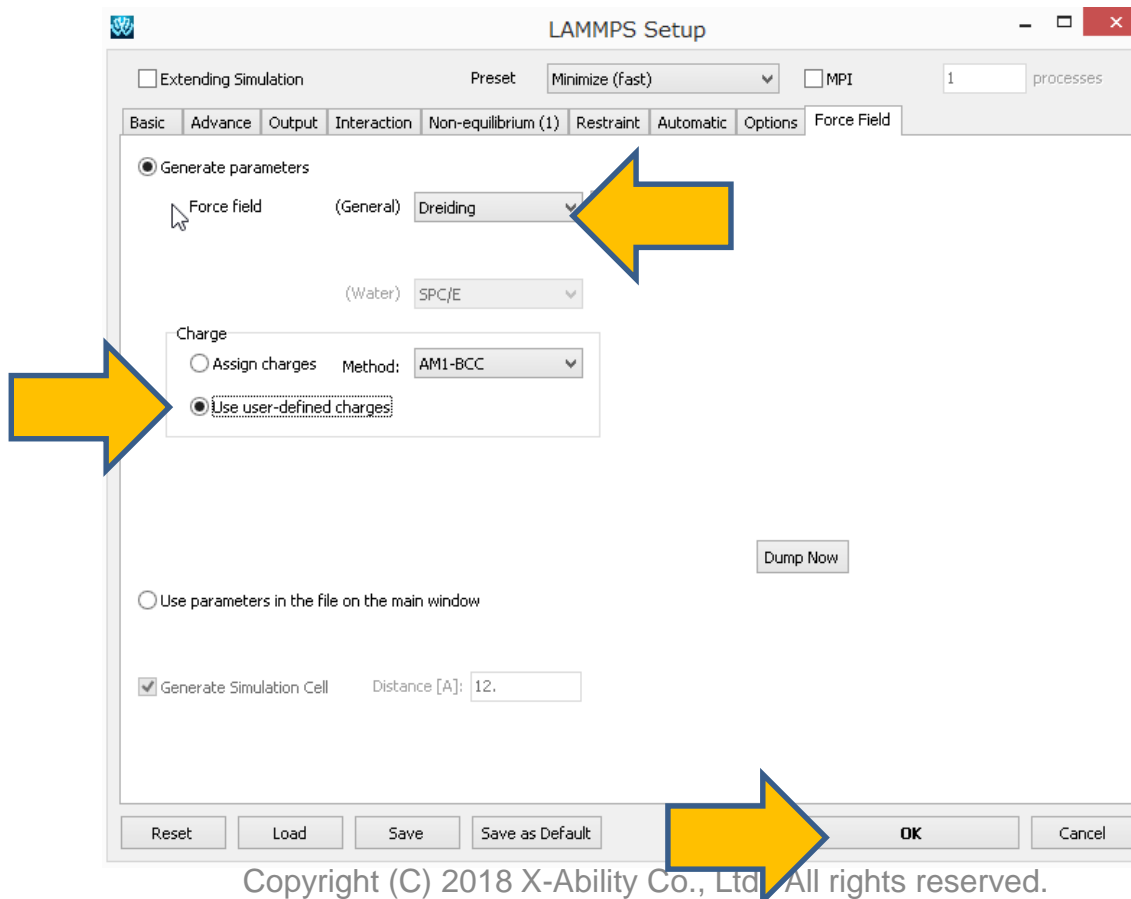 LAMMPS Setup
Extending Simulation Preset Minimize (fast) MPI 1 processes
Basic Advance Output Interaction Non-equilibrium (1) Restraint Automatic Options Force Field
Generate parameters
Force field (General) Dreiding
(Water) SPC/E
Charge
Assign charges Method: AM1-BCC
Use user-defined charges
Dump Now
Use parameters in the file on the main window
Generate Simulation Cell Distance [A]: 12.
Reset Load Save Save as Default OK Cancel
Copyright (C) 2018 X-Ability Co., Ltd. All rights reserved.